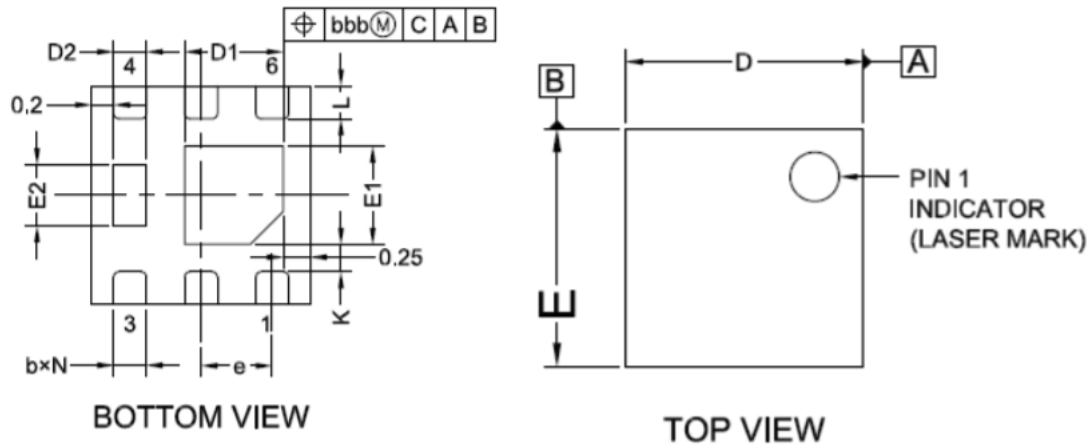 ⌖ bbbⓂ C A B
D2 D1
4 6
0.2
L
E2
E1
0.25
K
3 1
b×N
e
BOTTOM VIEW
D
A
B
PIN 1
INDICATOR
(LASER MARK)
E
TOP VIEW